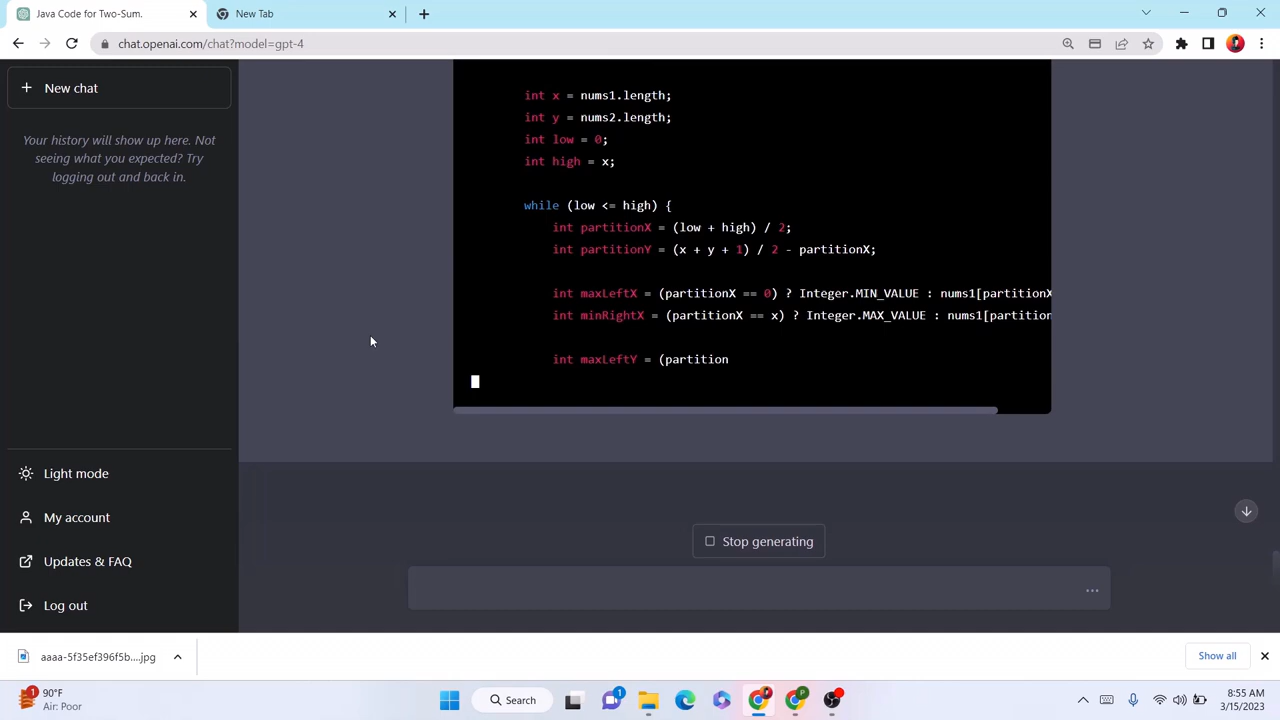 Java Code for Two-Sum.
New Tab
chat.openai.com/chat?model=gpt-4
New chat
Your history will show up here. Not
seeing what you expected? Try
logging out and back in.
int x = nums1.length;
int y = nums2.length;
int low = 0;
int high = x;
while (low <= high) {
int partitionX = (low + high) / 2;
int partitionY = (x + y + 1) / 2 - partitionX;
int maxLeftX = (partitionX == 0) ? Integer.MIN_VALUE : nums1[partitionX
int minRightX = (partitionX == x) ? Integer.MAX_VALUE : nums1[partition
int maxLeftY = (partition
Light mode
My account
Updates & FAQ
Log out
Stop generating
aaaa-5f35ef396f5b....jpg
Show all
1
90°F
Air: Poor
Search
1
8:55 AM
3/15/2023